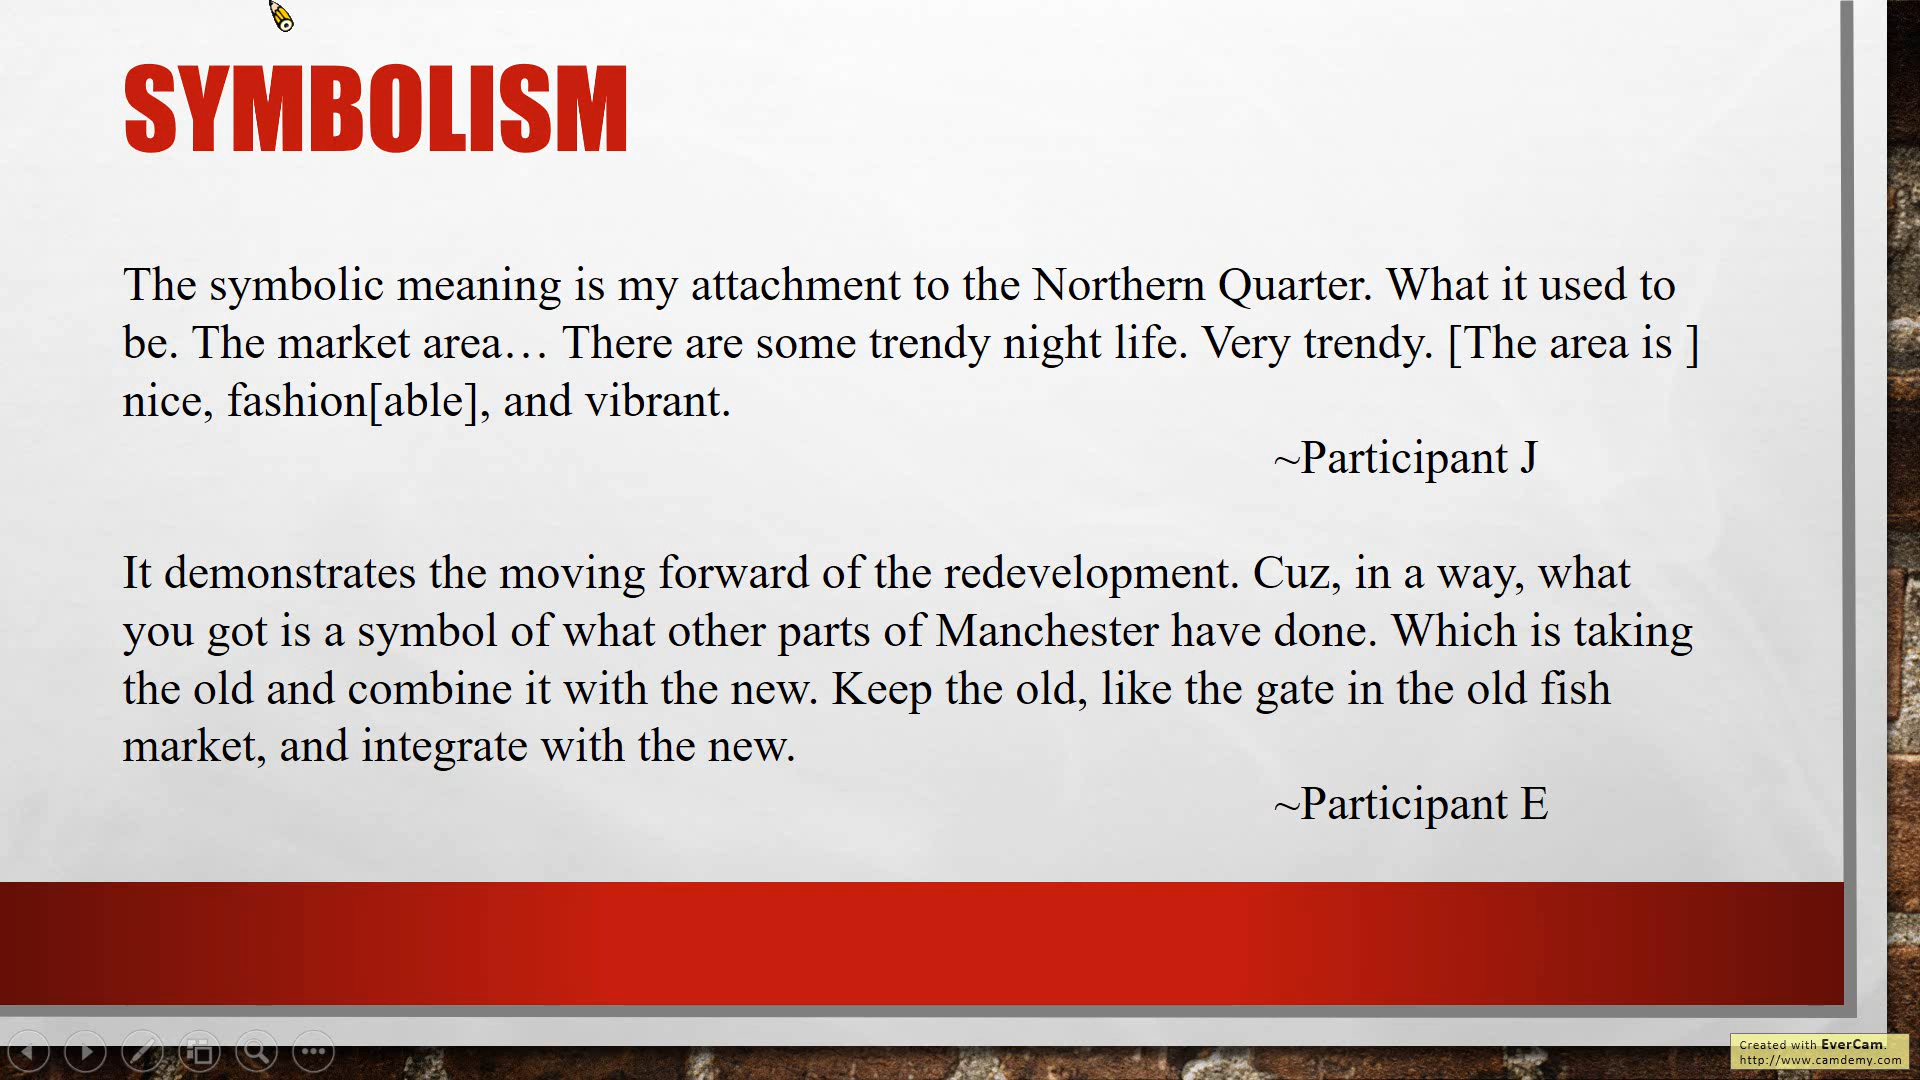 SYMBOLISM
The symbolic meaning is my attachment to the Northern Quarter. What it used to
be. The market area… There are some trendy night life. Very trendy. [The area is ]
nice, fashion[able], and vibrant.
~Participant J
It demonstrates the moving forward of the redevelopment. Cuz, in a way, what
you got is a symbol of what other parts of Manchester have done. Which is taking
the old and combine it with the new. Keep the old, like the gate in the old fish
market, and integrate with the new.
~Participant E
Created with EverCam.
http://www.camdemy.com